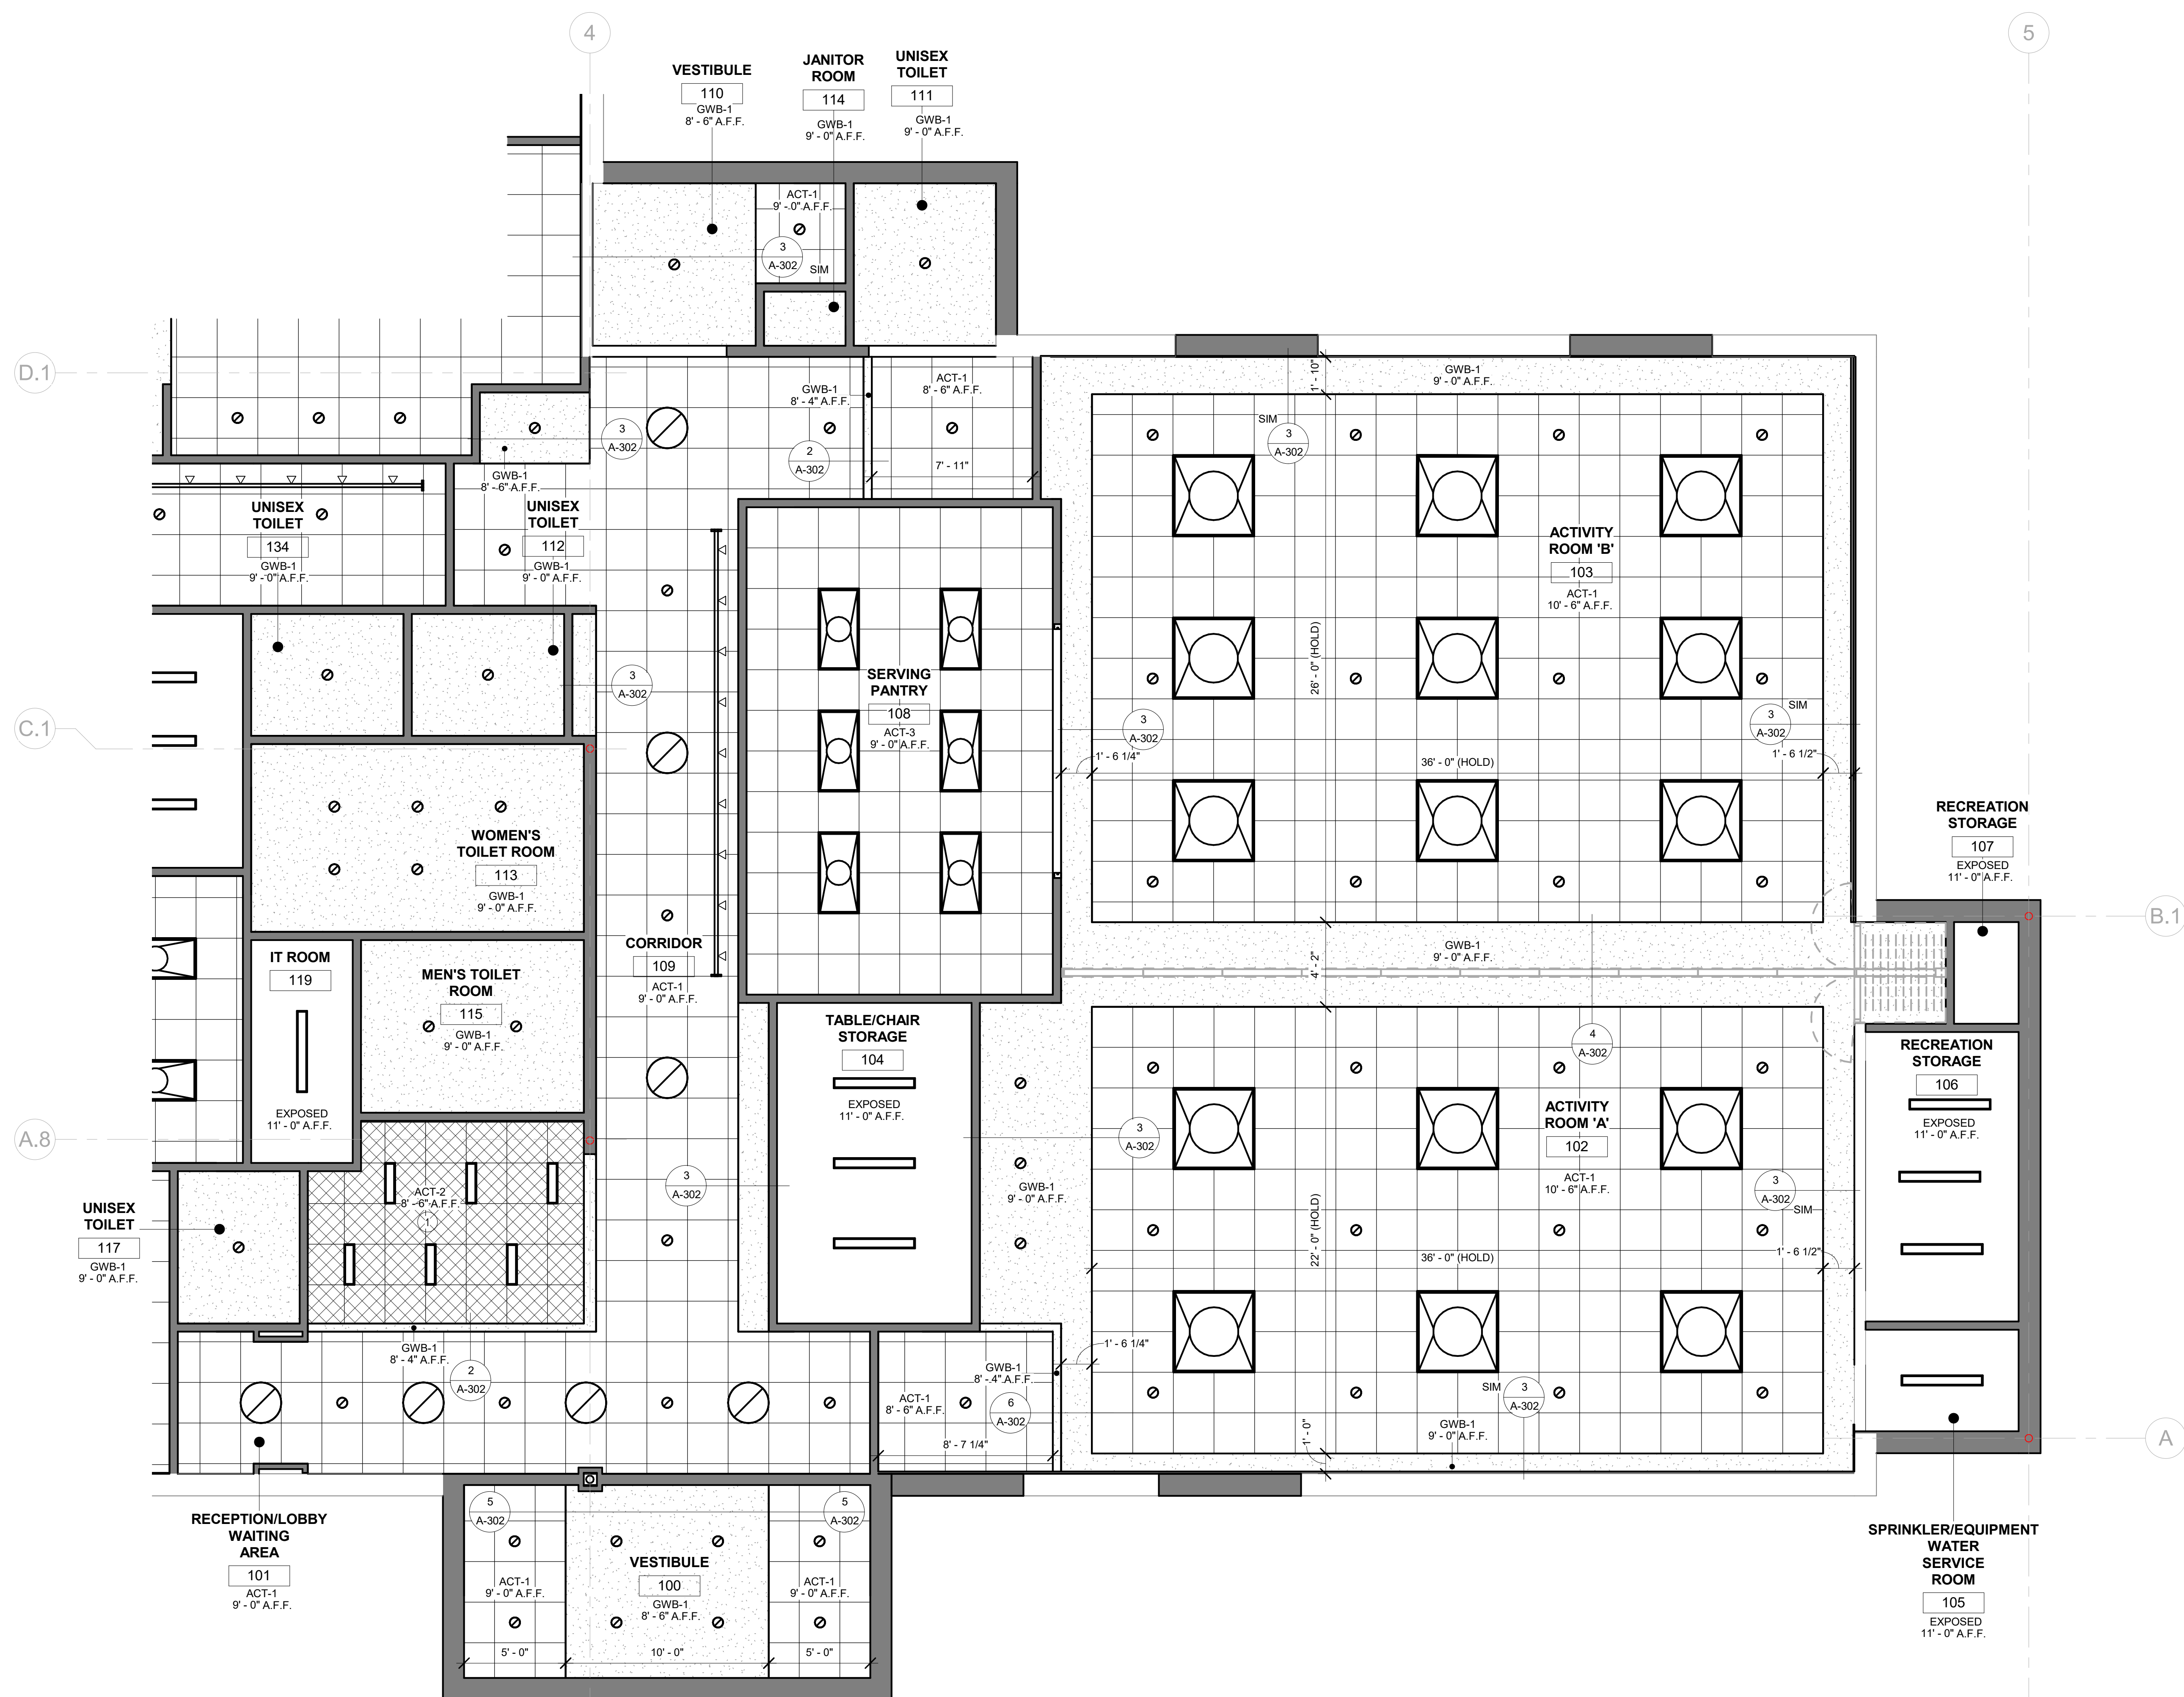 4
5
VESTIBULE
110
GWB-1
8' - 6" A.F.F.
JANITOR
ROOM
114
GWB-1
9' - 0" A.F.F.
UNISEX
TOILET
111
GWB-1
9' - 0" A.F.F.
ACT-1
9' - 0" A.F.F.
3
A-302
SIM
D.1
GWB-1
8' - 4" A.F.F.
ACT-1
8' - 6" A.F.F.
1' - 10"
GWB-1
9' - 0" A.F.F.
3
A-302
2
A-302
7' - 11"
SIM
3
A-302
GWB-1
8' - 6" A.F.F.
UNISEX
TOILET
134
GWB-1
9' - 0" A.F.F.
UNISEX
TOILET
112
GWB-1
9' - 0" A.F.F.
ACTIVITY
ROOM 'B'
103
ACT-1
10' - 6" A.F.F.
26' - 0" (HOLD)
3
A-302
SERVING
PANTRY
108
ACT-3
9' - 0" A.F.F.
C.1
3
A-302
1' - 6 1/4"
36' - 0" (HOLD)
3
A-302
SIM
1' - 6 1/2"
WOMEN'S
TOILET ROOM
113
GWB-1
9' - 0" A.F.F.
RECREATION
STORAGE
107
EXPOSED
11' - 0" A.F.F.
B.1
IT ROOM
119
EXPOSED
11' - 0" A.F.F.
MEN'S TOILET
ROOM
115
GWB-1
9' - 0" A.F.F.
CORRIDOR
109
ACT-1
9' - 0" A.F.F.
GWB-1
9' - 0" A.F.F.
4' - 2"
TABLE/CHAIR
STORAGE
104
EXPOSED
11' - 0" A.F.F.
4
A-302
RECREATION
STORAGE
106
EXPOSED
11' - 0" A.F.F.
A.8
3
A-302
ACTIVITY
ROOM 'A'
102
ACT-1
10' - 6" A.F.F.
ACT-2
8' - 6" A.F.F.
1
3
A-302
GWB-1
9' - 0" A.F.F.
3
A-302
SIM
UNISEX
TOILET
117
GWB-1
9' - 0" A.F.F.
22' - 0" (HOLD)
36' - 0" (HOLD)
1' - 6 1/2"
GWB-1
8' - 4" A.F.F.
2
A-302
1' - 6 1/4"
GWB-1
8' - 4" A.F.F.
ACT-1
8' - 6" A.F.F.
6
A-302
8' - 7 1/4"
SIM
3
A-302
1' - 0"
GWB-1
9' - 0" A.F.F.
A
RECEPTION/LOBBY
WAITING
AREA
101
ACT-1
9' - 0" A.F.F.
5
A-302
5
A-302
VESTIBULE
100
GWB-1
8' - 6" A.F.F.
ACT-1
9' - 0" A.F.F.
ACT-1
9' - 0" A.F.F.
5' - 0"
10' - 0"
5' - 0"
SPRINKLER/EQUIPMENT
WATER
SERVICE
ROOM
105
EXPOSED
11' - 0" A.F.F.